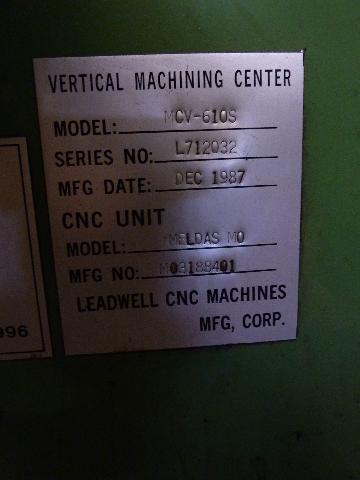 VERTICAL MACHINING CENTER
MODEL: MCV-610S
SERIES NO: L712032
MFG DATE: DEC 1987
CNC UNIT
MODEL: YMELDAS M0
MFG NO: M03188401
LEADWELL CNC MACHINES
MFG, CORP.
996